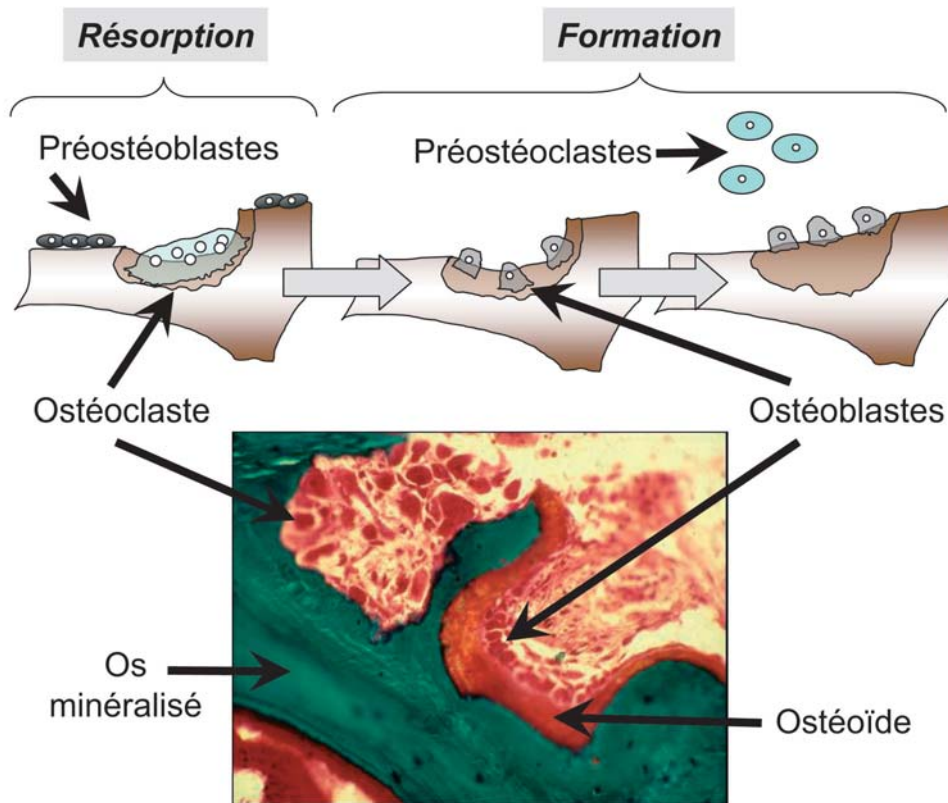 Résorption
Formation
Préostéoblastes
Préostéoclastes
Ostéoclaste
Ostéoblastes
Os
minéralisé
Ostéoïde